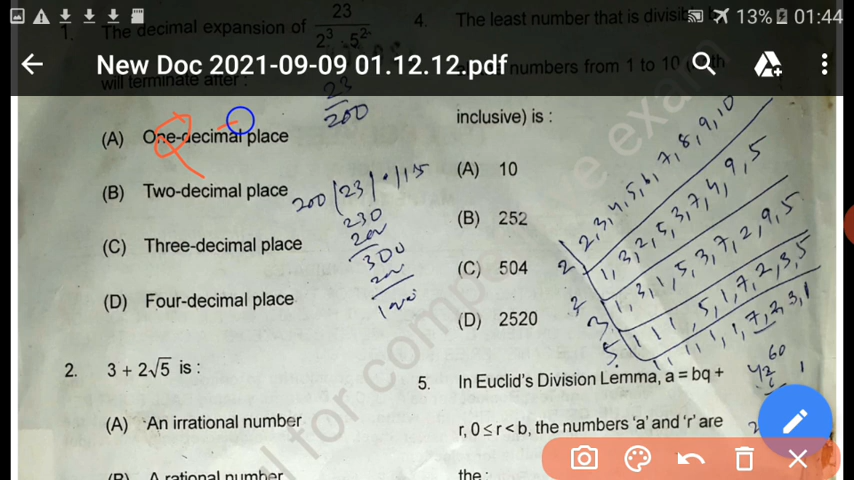 13% 01:44
New Doc 2021-09-09 01.12.12.pdf
1. The decimal expansion of 23
2³ · 5²
will terminate after :
23
200
(A) One-decimal place
(B) Two-decimal place
(C) Three-decimal place
(D) Four-decimal place
200 ( 23 ) · 115
230
200
300
200
2. 3 + 2√5 is :
(A) An irrational number
(B) A rational number
4. The least number that is
numbers from 1 to 10 (both
inclusive) is :
(A) 10
(B) 252
(C) 504
(D) 2520
2 2, 3, 4, 5, 6, 7, 8, 9, 10
2 1, 3, 2, 5, 3, 7, 4, 9, 5
3 1, 3, 1, 5, 3, 7, 2, 9, 5
5 1 1 1, 5, 1, 7, 2, 3, 5
1, 1, 1, 1, 1, 7, 2, 3, 1
60
42
5. In Euclid's Division Lemma, a = bq +
r, 0 ≤ r < b, the numbers 'a' and 'r' are
the :